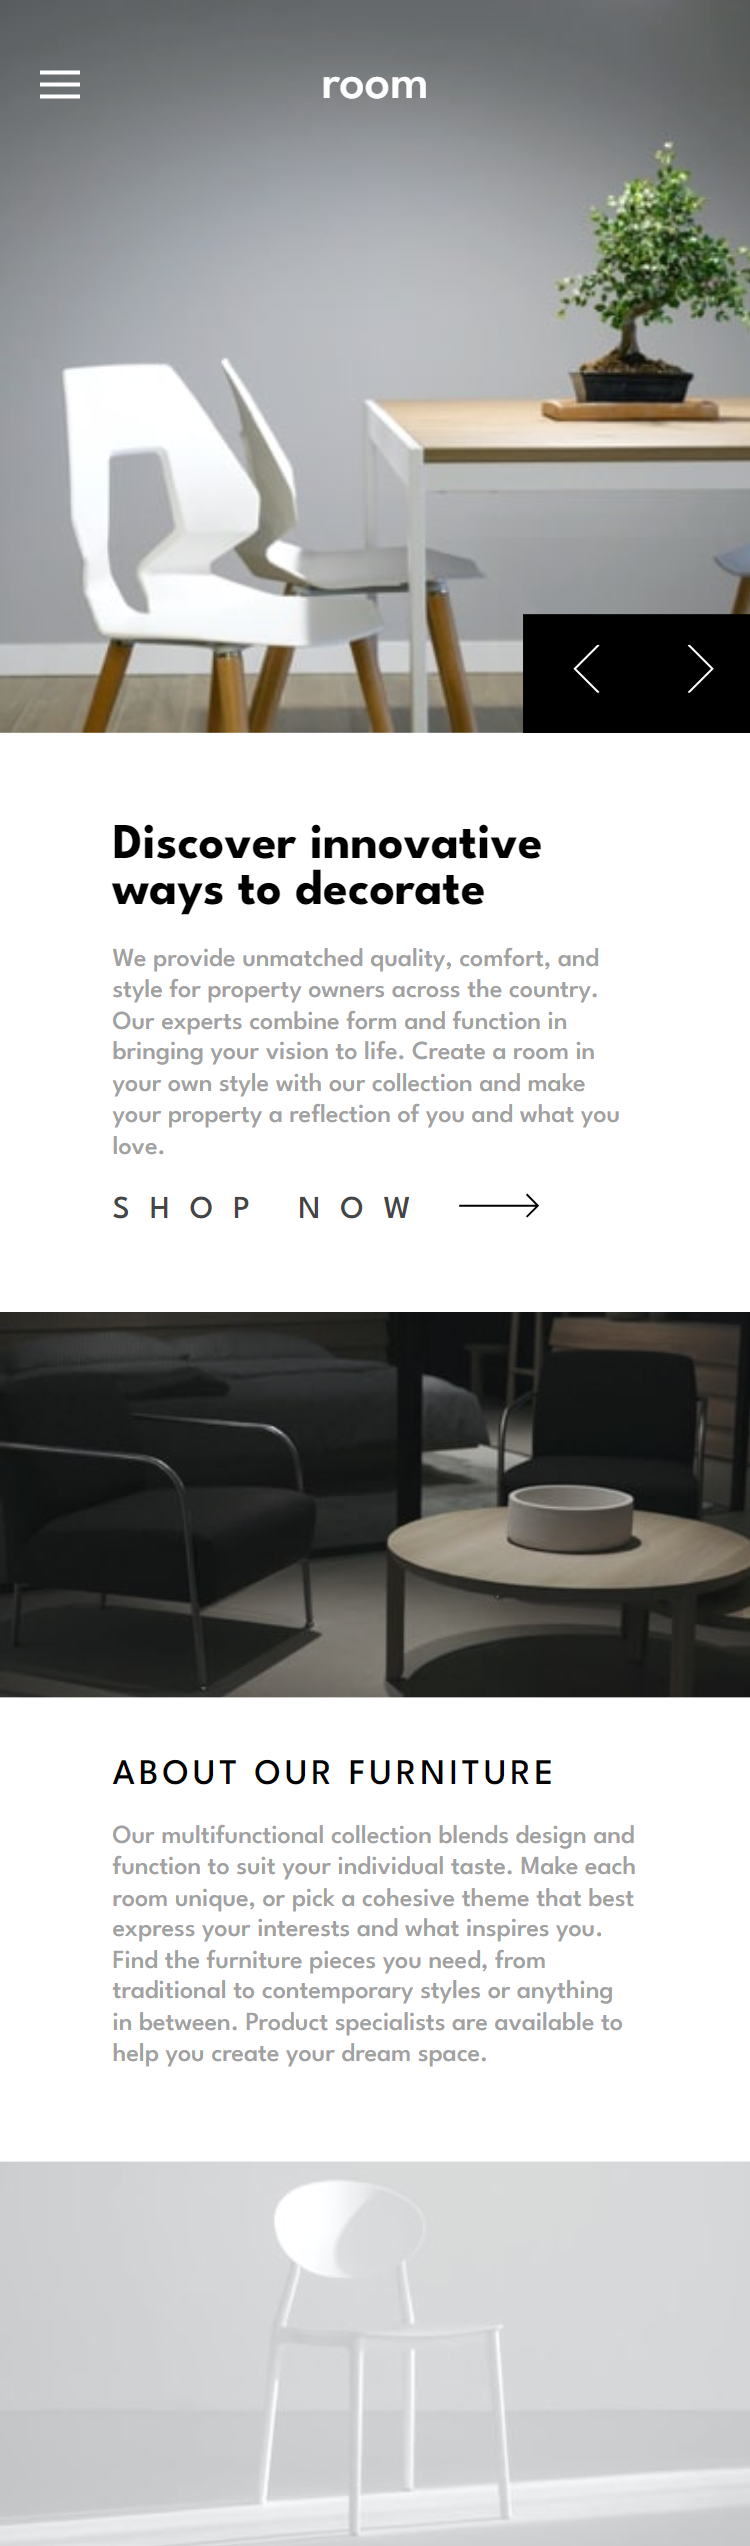 room
Discover innovative
ways to decorate
We provide unmatched quality, comfort, and
style for property owners across the country.
Our experts combine form and function in
bringing your vision to life. Create a room in
your own style with our collection and make
your property a reflection of you and what you
love.
SHOP NOW
ABOUT OUR FURNITURE
Our multifunctional collection blends design and
function to suit your individual taste. Make each
room unique, or pick a cohesive theme that best
express your interests and what inspires you.
Find the furniture pieces you need, from
traditional to contemporary styles or anything
in between. Product specialists are available to
help you create your dream space.